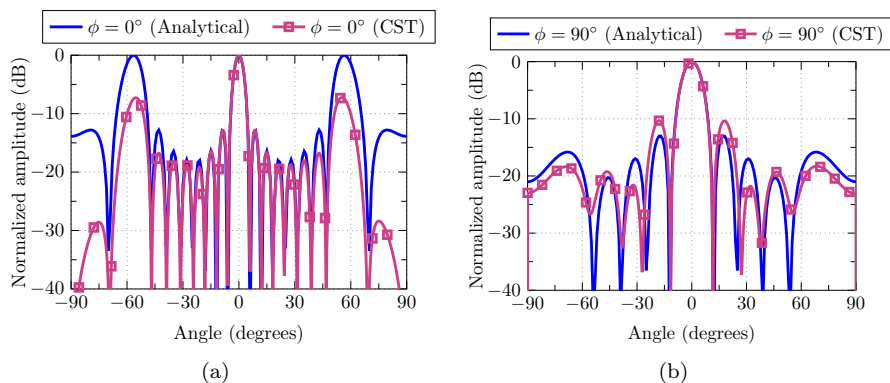 ϕ = 0° (Analytical) ϕ = 0° (CST)
0
−10
−20
−30
−40
Normalized amplitude (dB)
−90 −60 −30 0 30 60 90
Angle (degrees)
(a)
ϕ = 90° (Analytical) ϕ = 90° (CST)
0
−10
−20
−30
−40
Normalized amplitude (dB)
−90 −60 −30 0 30 60 90
Angle (degrees)
(b)